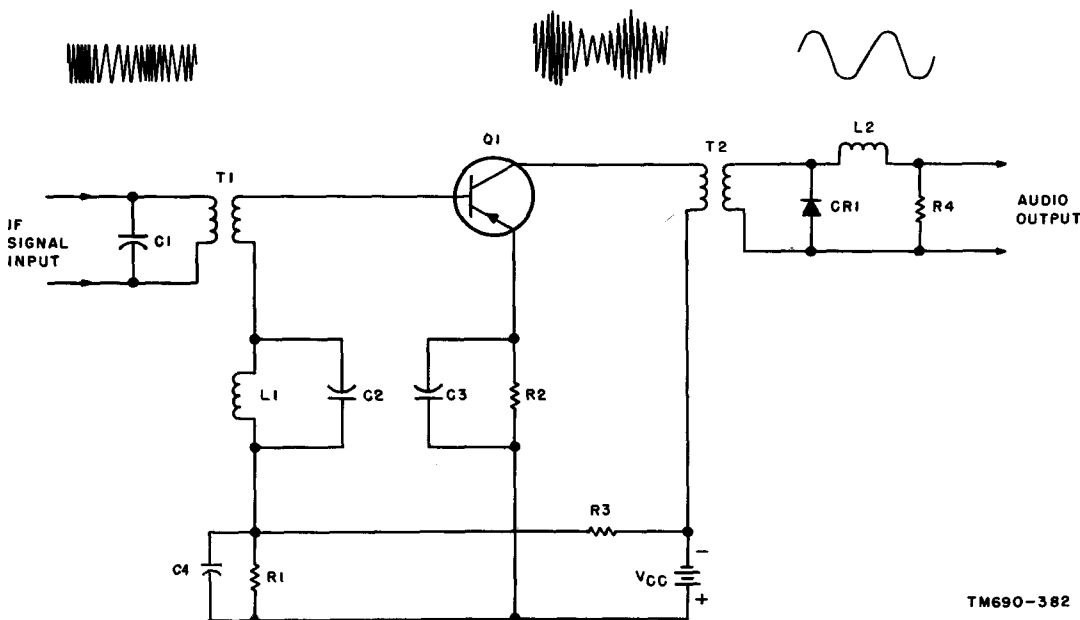 Q1
L2
T1
T2
IF
SIGNAL
INPUT
C1
CR1
R4
AUDIO
OUTPUT
L1
C2
C3
R2
R3
C4
R1
VCC
-
+
TM690-382